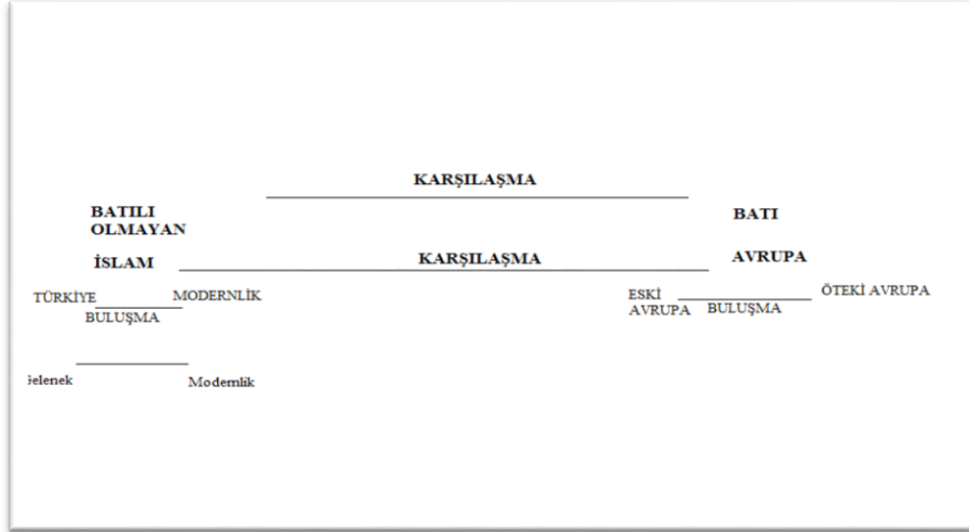 KARŞILAŞMA
BATILI
OLMAYAN
BATI
İSLAM
KARŞILAŞMA
AVRUPA
TÜRKİYE
MODERNLİK
BULUŞMA
ESKİ
AVRUPA
BULUŞMA
ÖTEKİ AVRUPA
Modernlik